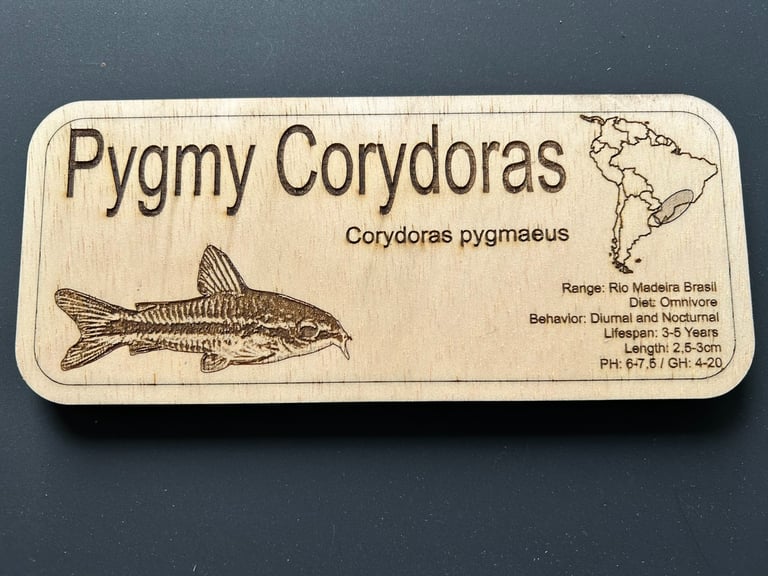 Pygmy Corydoras
Corydoras pygmaeus
Range: Rio Madeira Brasil
Diet: Omnivore
Behavior: Diurnal and Nocturnal
Lifespan: 3-5 Years
Length: 2,5-3cm
PH: 6-7,5 / GH: 4-20